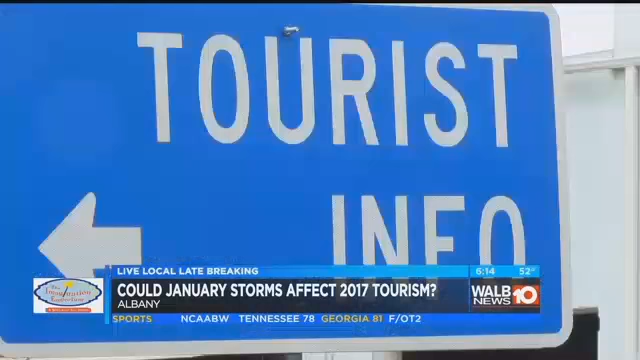 TOURIST
INFO
LIVE LOCAL LATE BREAKING
6:14 52°
COULD JANUARY STORMS AFFECT 2017 TOURISM?
ALBANY
WALB
NEWS 10
SPORTS NCAABW TENNESSEE 78 GEORGIA 81 F/OT2